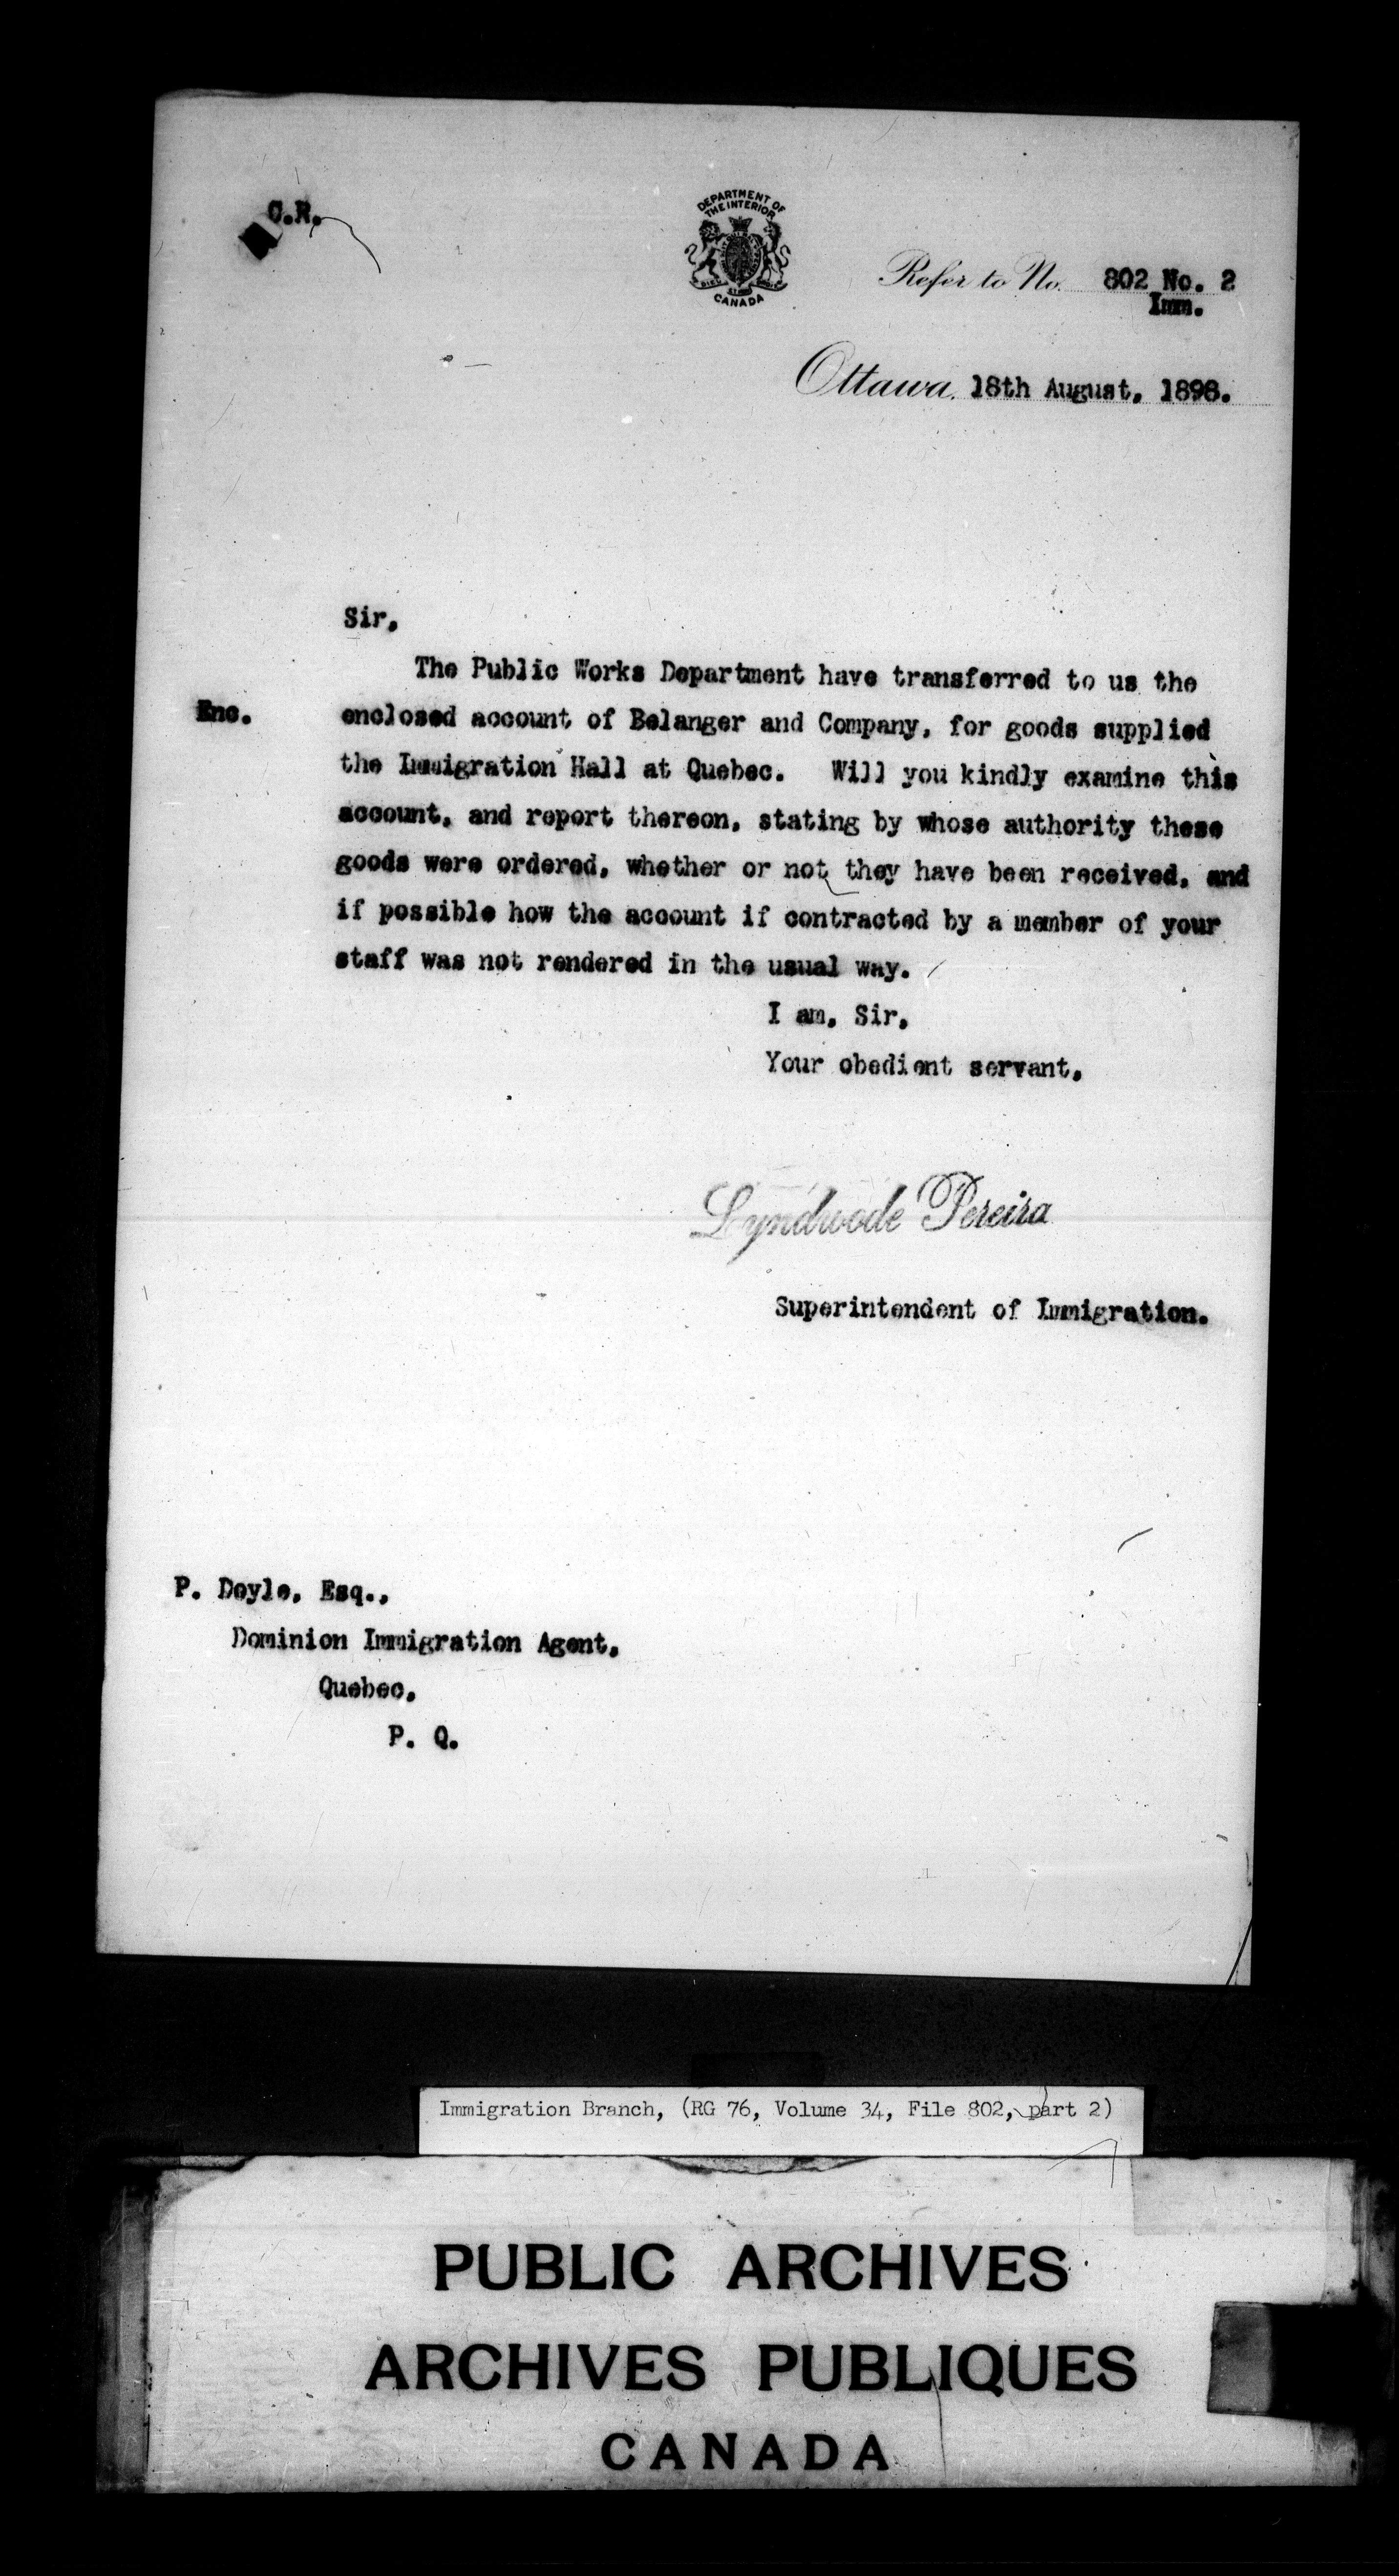 C.R.
DEPARTMENT OF
THE INTERIOR
CANADA
Refer to No. 802 No. 2
Imm.
Ottawa, 18th August, 1898.
Sir,
The Public Works Department have transferred to us the
Enc. enclosed account of Belanger and Company, for goods supplied
the Immigration Hall at Quebec. Will you kindly examine this
account, and report thereon, stating by whose authority these
goods were ordered, whether or not they have been received, and
if possible how the account if contracted by a member of your
staff was not rendered in the usual way.
I am, Sir,
Your obedient servant,
Lyndwode Pereira
Superintendent of Immigration.
P. Doyle, Esq.,
Dominion Immigration Agent,
Quebec,
P. Q.
Immigration Branch, (RG 76, Volume 34, File 802, part 2)
PUBLIC ARCHIVES
ARCHIVES PUBLIQUES
CANADA